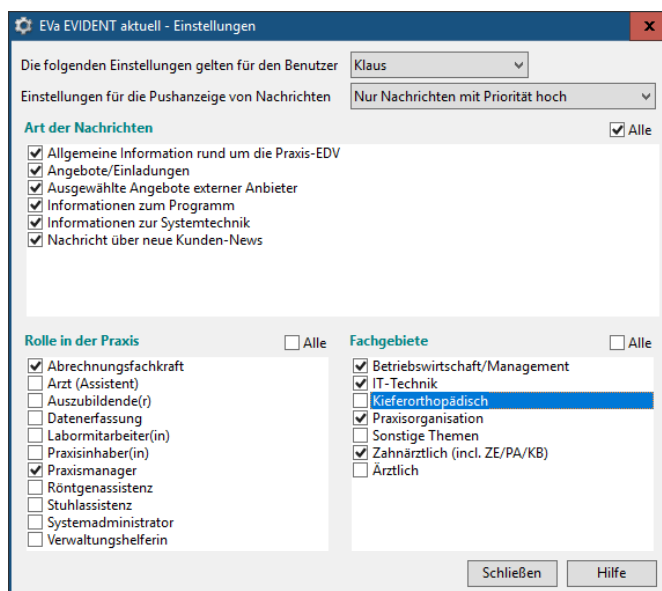 EVa EVIDENT aktuell - Einstellungen
x
Die folgenden Einstellungen gelten für den Benutzer Klaus
Einstellungen für die Pushanzeige von Nachrichten Nur Nachrichten mit Priorität hoch
Art der Nachrichten Alle
Allgemeine Information rund um die Praxis-EDV
Angebote/Einladungen
Ausgewählte Angebote externer Anbieter
Informationen zum Programm
Informationen zur Systemtechnik
Nachricht über neue Kunden-News
Rolle in der Praxis Alle
Abrechnungsfachkraft
Arzt (Assistent)
Auszubildende(r)
Datenerfassung
Labormitarbeiter(in)
Praxisinhaber(in)
Praxismanager
Röntgenassistenz
Stuhlassistenz
Systemadministrator
Verwaltungshelferin
Fachgebiete Alle
Betriebswirtschaft/Management
IT-Technik
Kieferorthopädisch
Praxisorganisation
Sonstige Themen
Zahnärztlich (incl. ZE/PA/KB)
Ärztlich
Schließen Hilfe